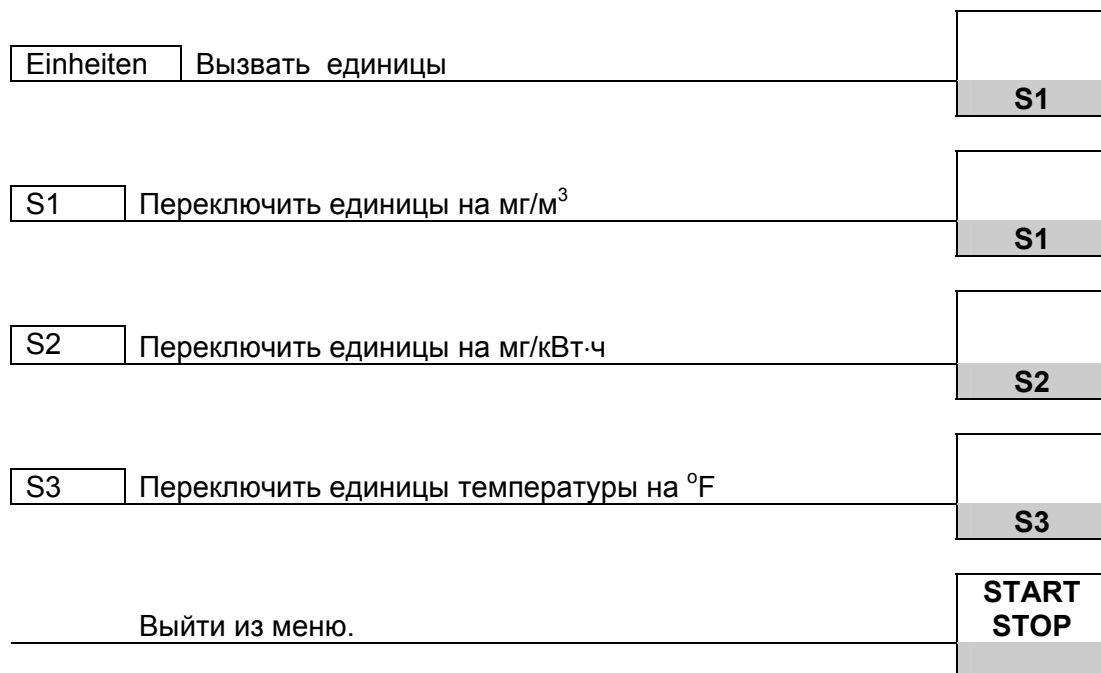 Einheiten Вызвать единицы
S1
S1 Переключить единицы на мг/м³
S1
S2 Переключить единицы на мг/кВт·ч
S2
S3 Переключить единицы температуры на ºF
S3
START
Выйти из меню. STOP